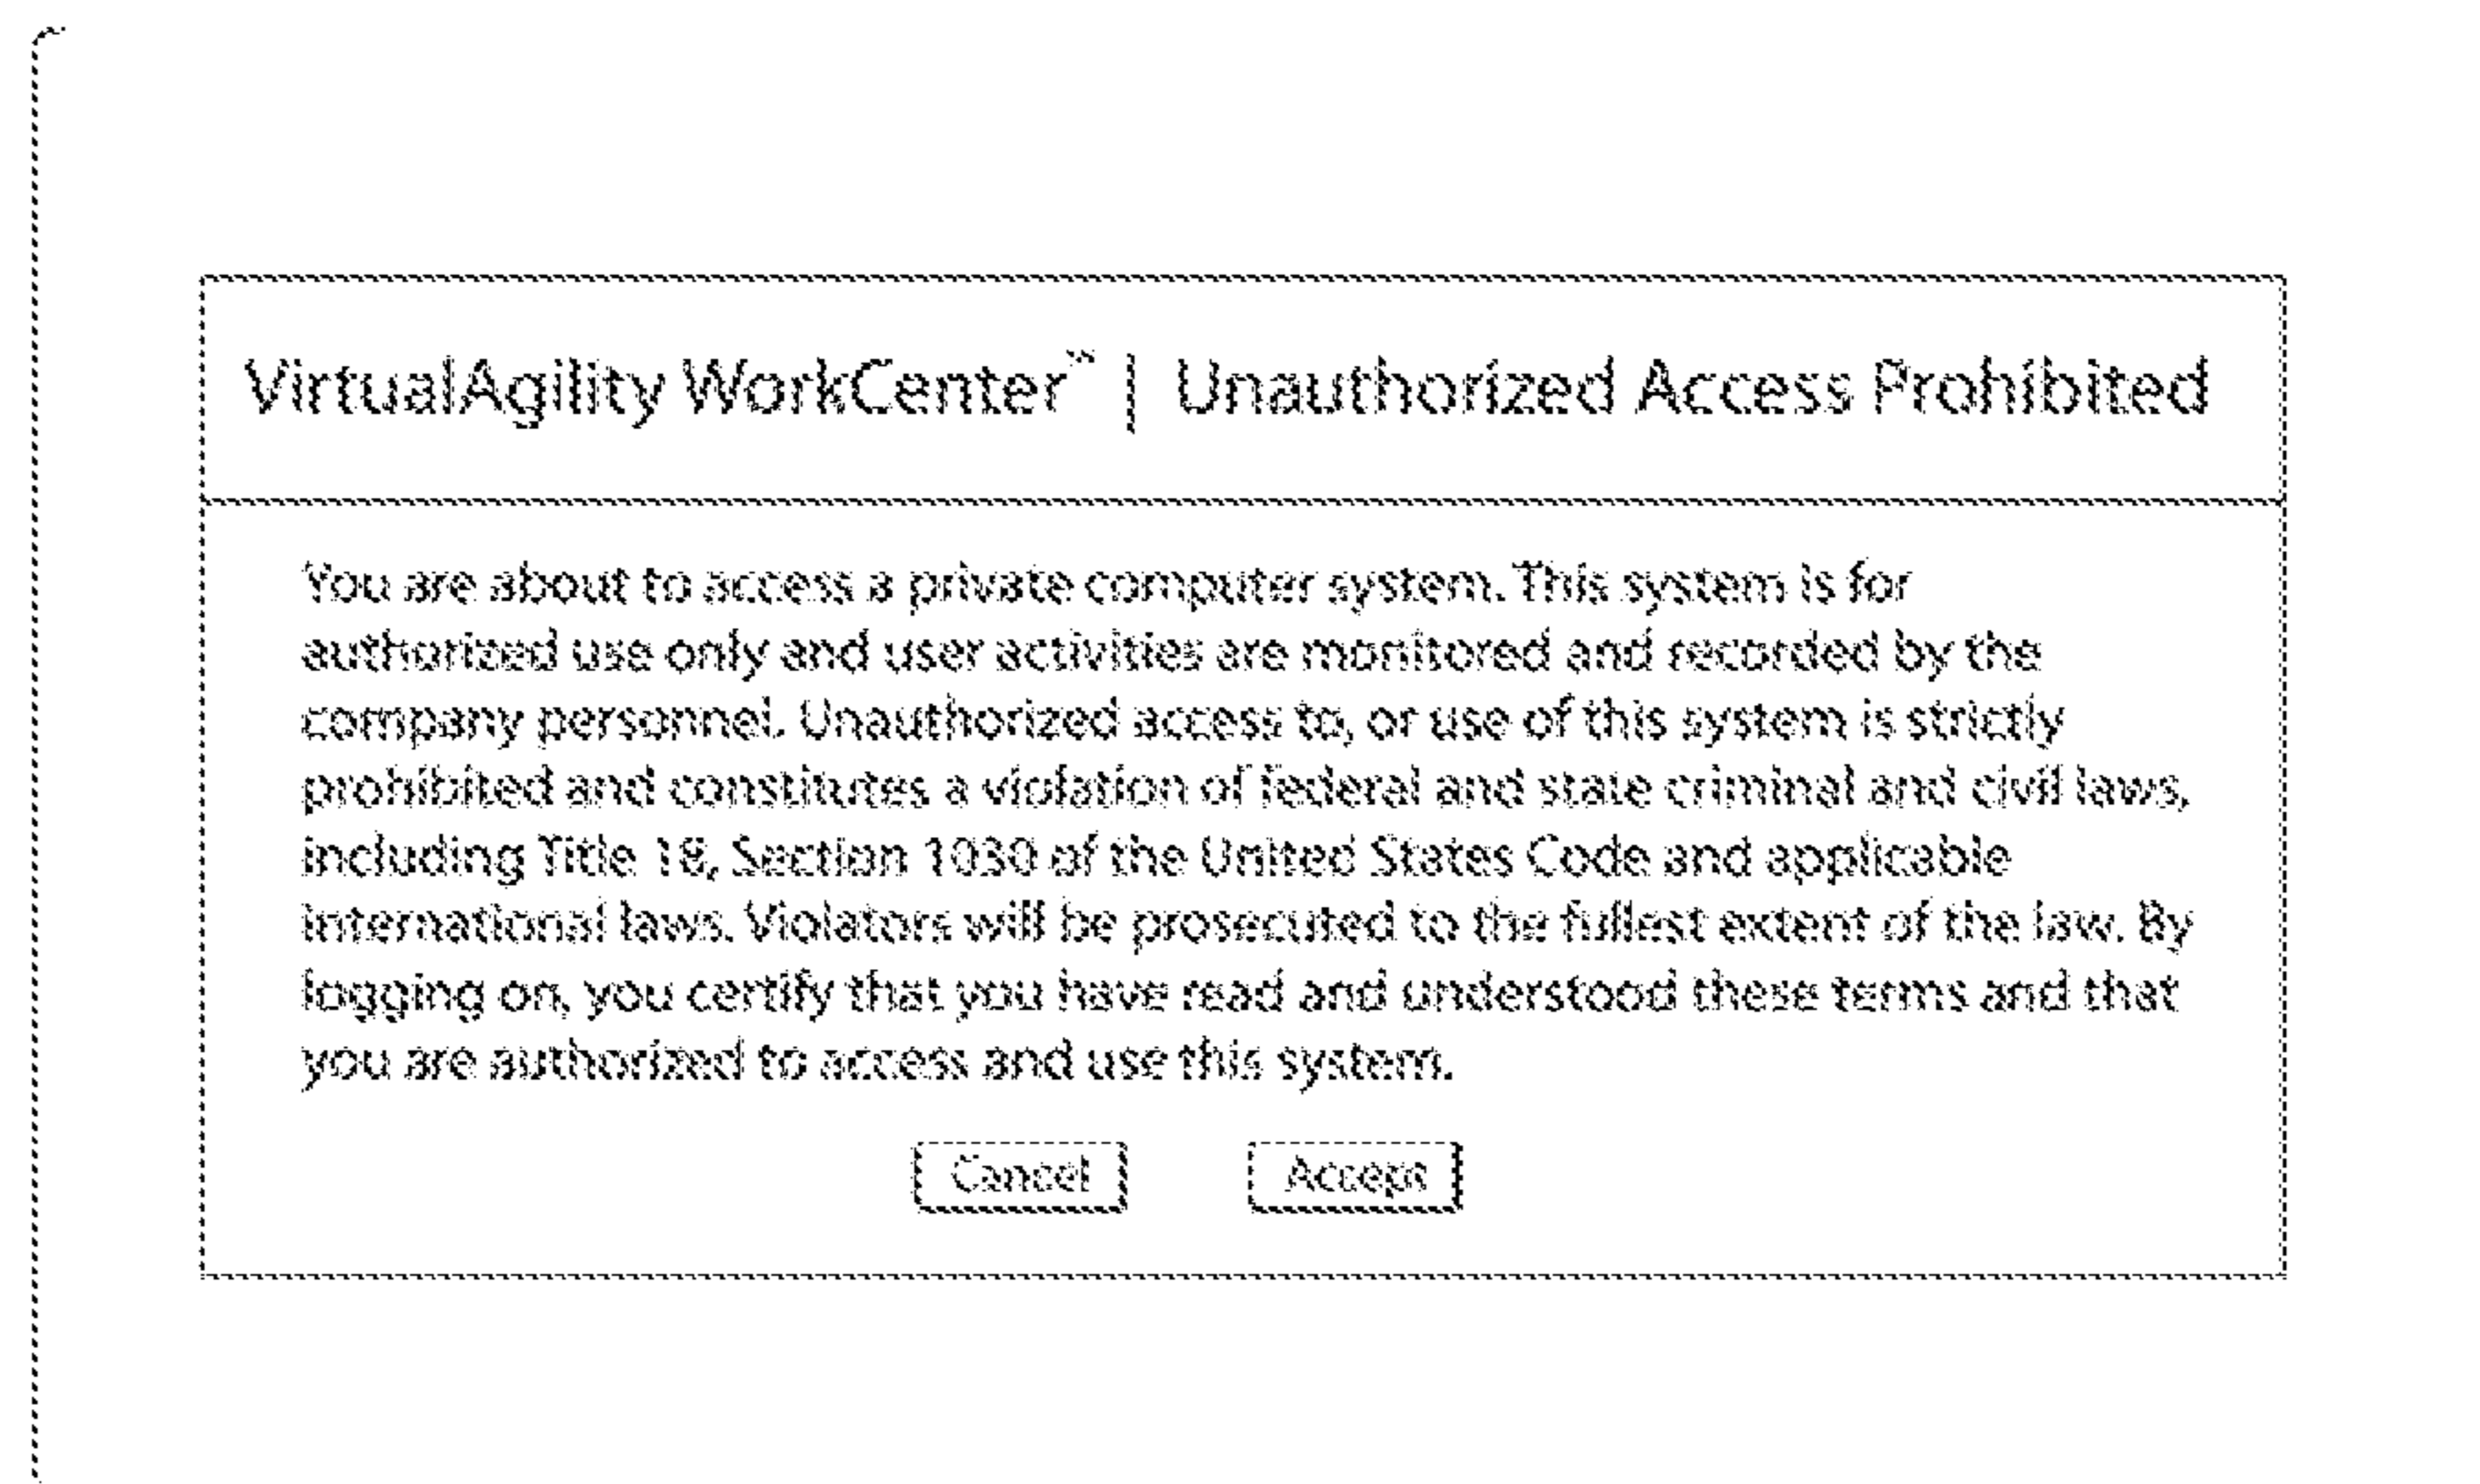 VirtualAgility WorkCenter™ | Unauthorized Access Prohibited
You are about to access a private computer system. This system is for
authorized use only and user activities are monitored and recorded by the
company personnel. Unauthorized access to, or use of this system is strictly
prohibited and constitutes a violation of federal and state criminal and civil laws,
including Title 18, Section 1030 of the United States Code and applicable
international laws. Violators will be prosecuted to the fullest extent of the law. By
logging on, you certify that you have read and understood these terms and that
you are authorized to access and use this system.
Cancel Accept